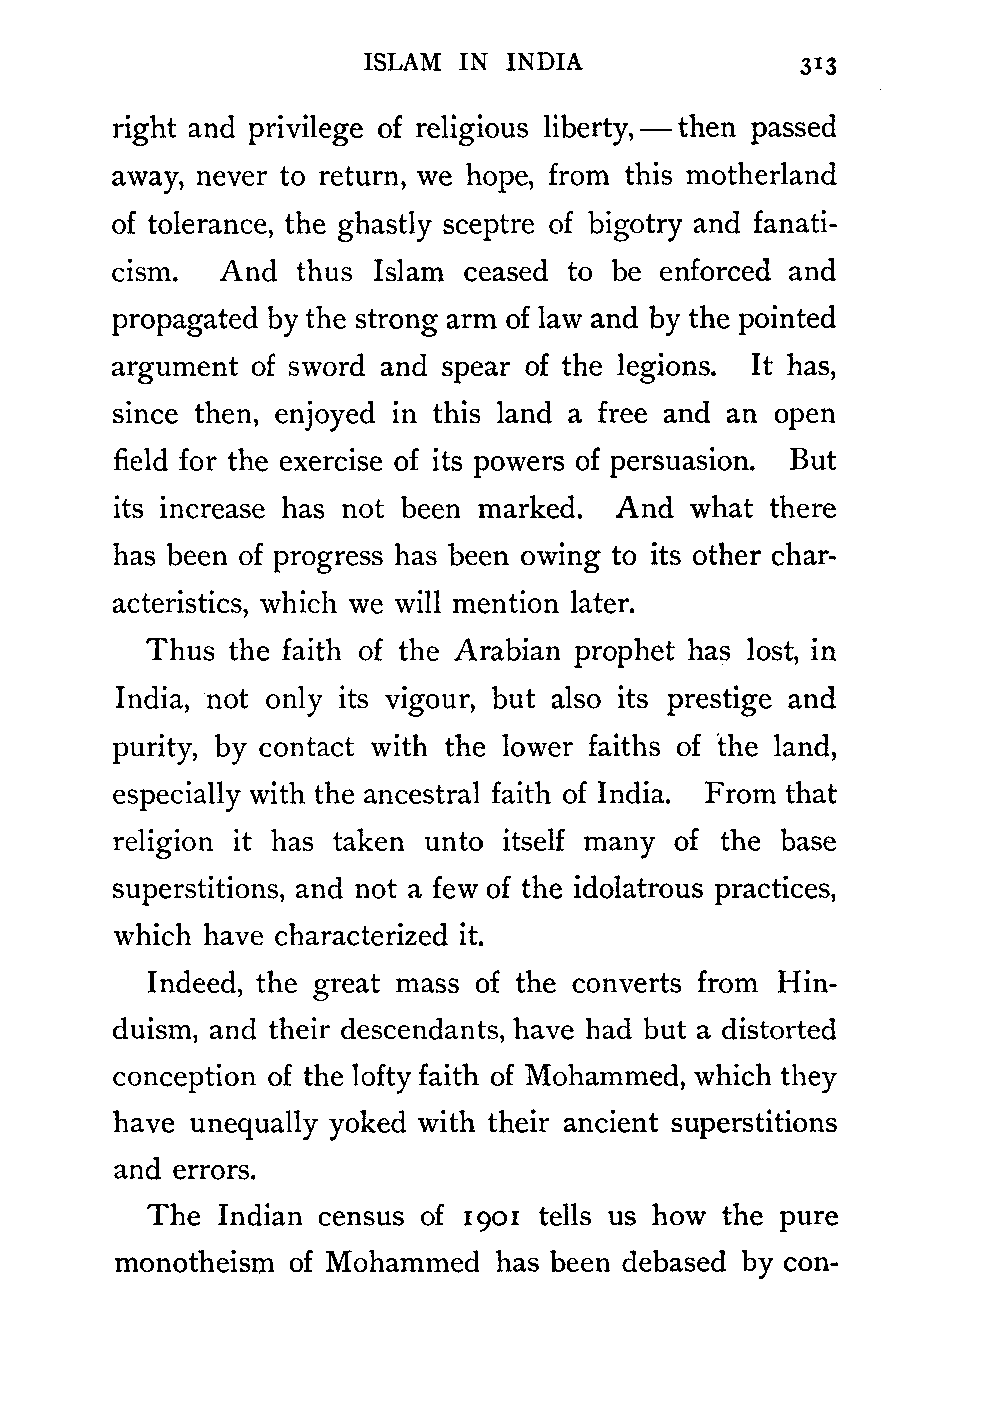 ISLAM IN INDIA 313
right and privilege of religious liberty, — then passed
away, never to return, we hope, from this motherland
of tolerance, the ghastly sceptre of bigotry and fanati-
cism. And thus Islam ceased to be enforced and
propagated by the strong arm of law and by the pointed
argument of sword and spear of the legions. It has,
since then, enjoyed in this land a free and an open
field for the exercise of its powers of persuasion. But
its increase has not been marked. And what there
has been of progress has been owing to its other char-
acteristics, which we will mention later.
Thus the faith of the Arabian prophet has lost, in
India, not only its vigour, but also its prestige and
purity, by contact with the lower faiths of the land,
especially with the ancestral faith of India. From that
religion it has taken unto itself many of the base
superstitions, and not a few of the idolatrous practices,
which have characterized it.
Indeed, the great mass of the converts from Hin-
duism, and their descendants, have had but a distorted
conception of the lofty faith of Mohammed, which they
have unequally yoked with their ancient superstitions
and errors.
The Indian census of 1901 tells us how the pure
monotheism of Mohammed has been debased by con-